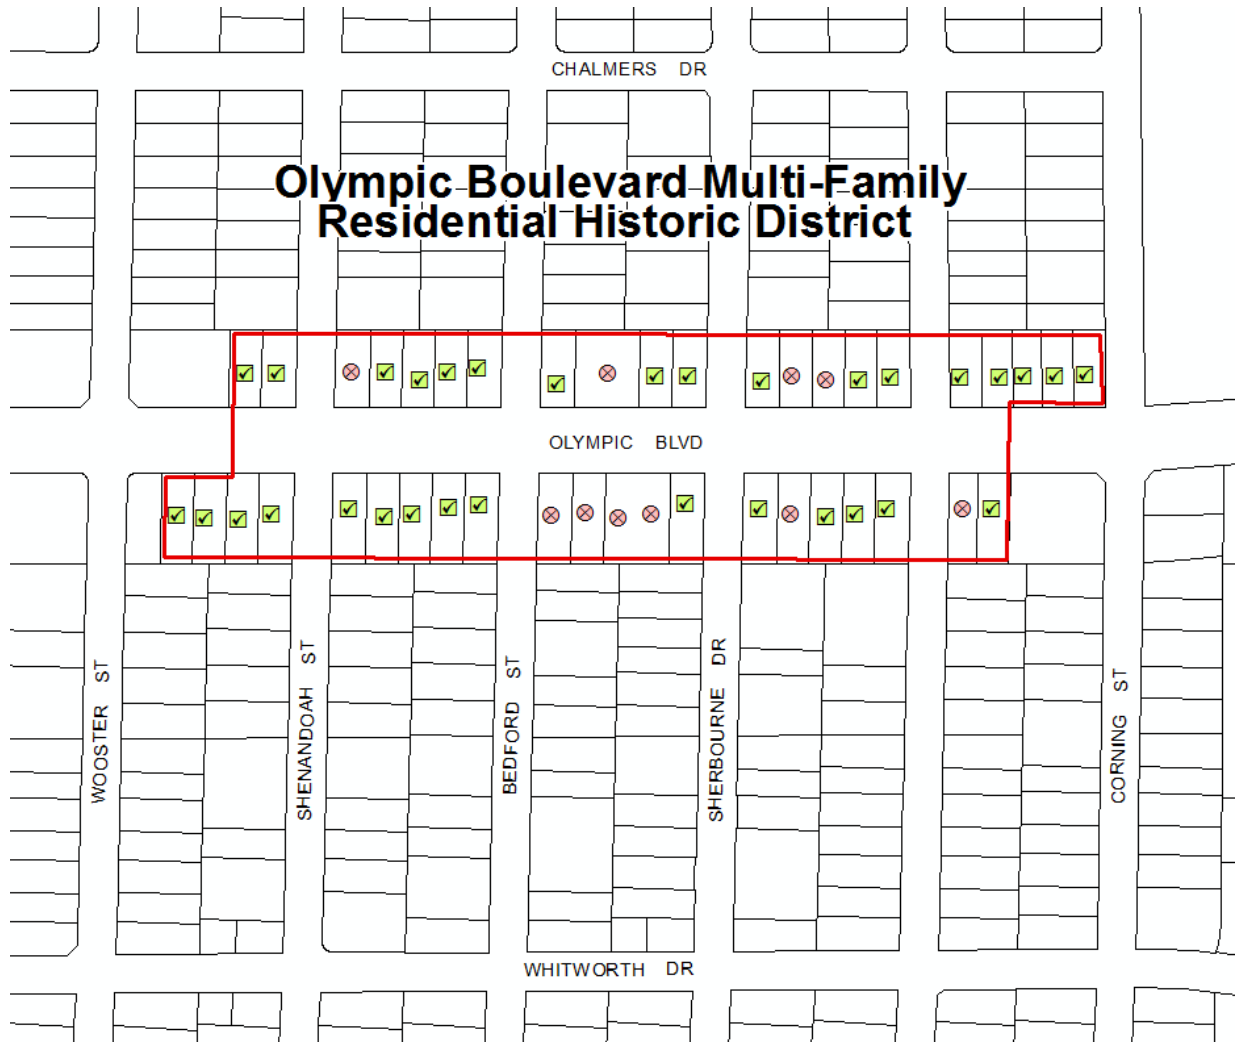 CHALMERS DR
Olympic Boulevard Multi-Family
Residential Historic District
OLYMPIC BLVD
WOOSTER ST
SHENANDOAH ST
BEDFORD ST
SHERBOURNE DR
CORNING ST
WHITWORTH DR